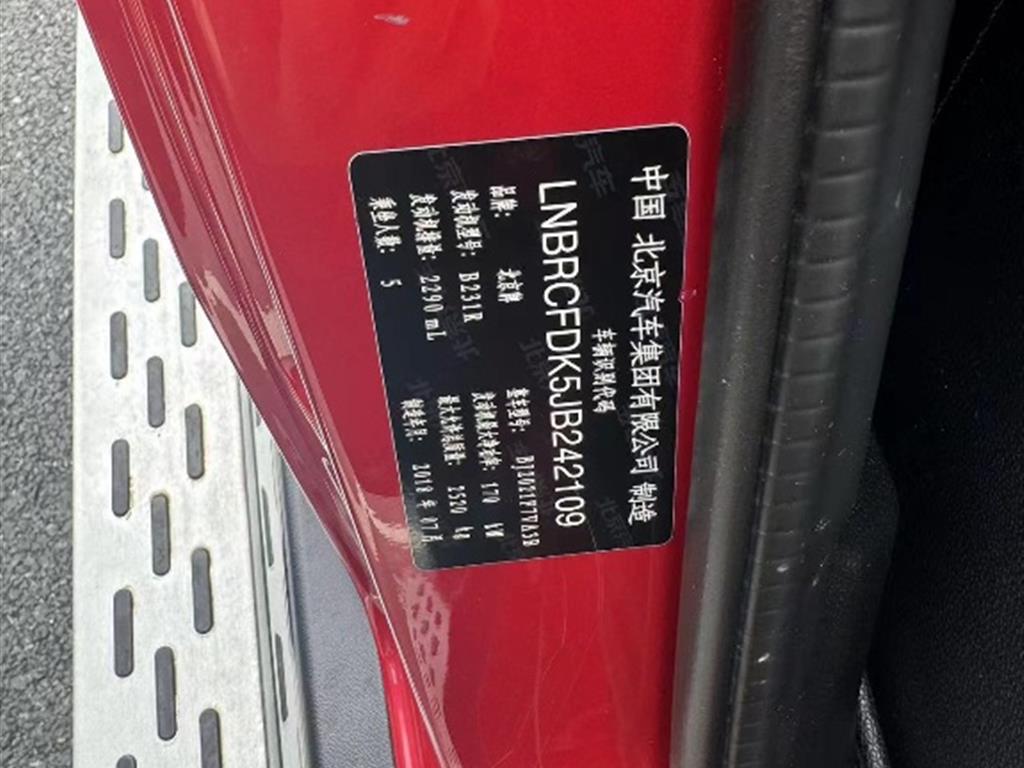 中国 北京汽车集团有限公司 制造
车辆识别代码
LNBRCFDK5JB242109
品牌: 北京牌 整车型号: BJ2021F7VA5B
发动机型号: B231R 发动机最大净功率: 170 kW
发动机排量: 2290 mL 最大允许总质量: 2520 kg
乘坐人数: 5 制造年月: 2018 年 07月